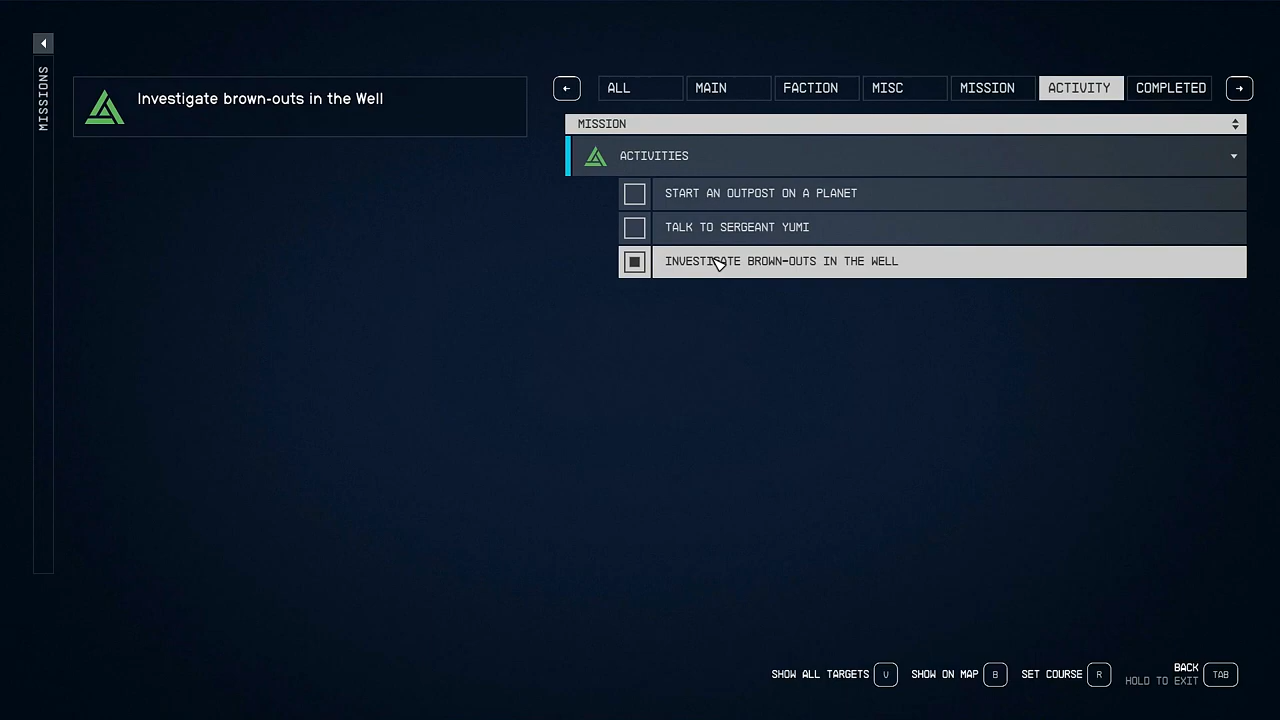 MISSIONS
Investigate brown-outs in the Well
ALL MAIN FACTION MISC MISSION ACTIVITY COMPLETED
MISSION
ACTIVITIES
START AN OUTPOST ON A PLANET
TALK TO SERGEANT YUMI
INVESTIGATE BROWN-OUTS IN THE WELL
SHOW ALL TARGETS U SHOW ON MAP B SET COURSE R BACK TAB
HOLD TO EXIT